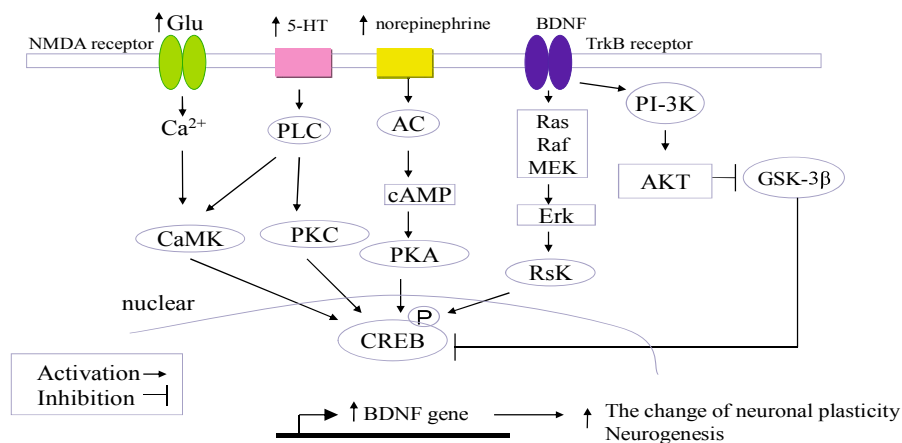 Glu
5-HT
norepinephrine
BDNF
NMDA receptor
TrkB receptor
PI-3K
Ca²⁺
PLC
AC
Ras
Raf
MEK
AKT
GSK-3β
cAMP
Erk
CaMK
PKC
PKA
RsK
nuclear
P
CREB
Activation
Inhibition
BDNF gene
The change of neuronal plasticity
Neurogenesis